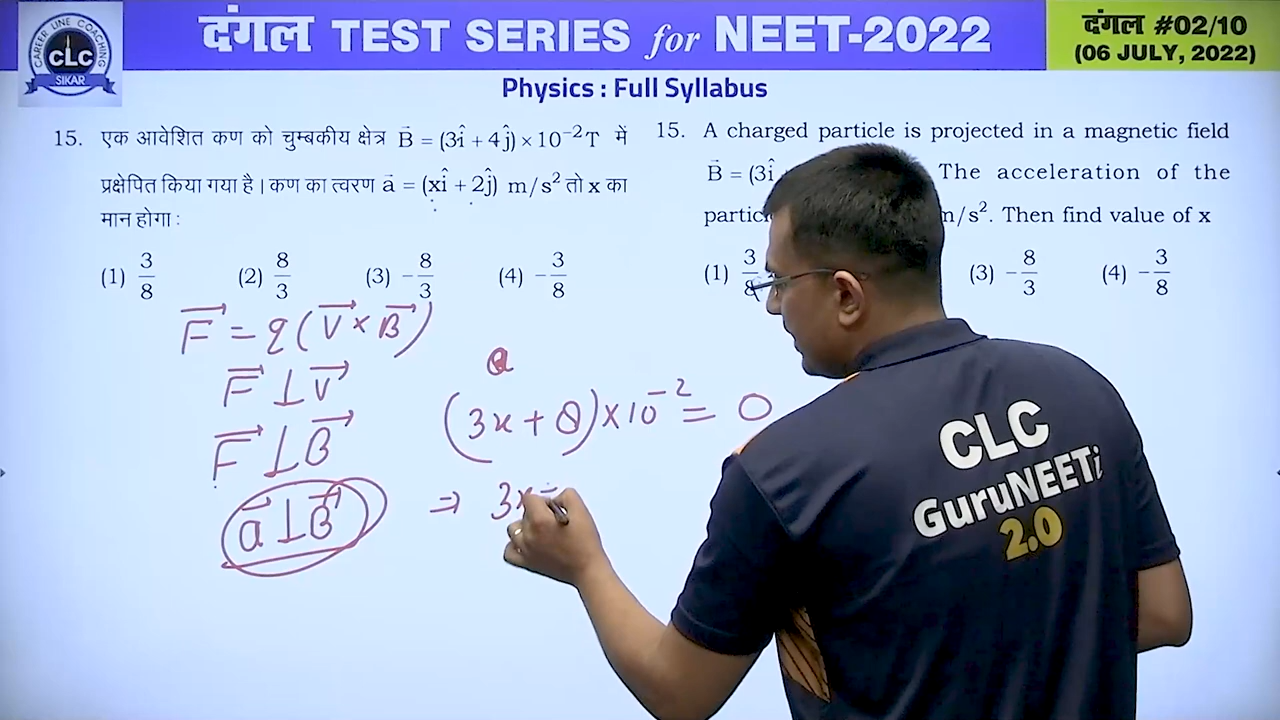 CAREER LINE COACHING
CLC
SIKAR
दंगल TEST SERIES for NEET-2022
दंगल #02/10
(06 JULY, 2022)
Physics : Full Syllabus
15. एक आवेशित कण को चुम्बकीय क्षेत्र B⃗ = (3î + 4ĵ) × 10⁻² T में
प्रक्षेपित किया गया है। कण का त्वरण a⃗ = (xî + 2ĵ) m/s² तो x का
मान होगा :
(1) 3/8 (2) 8/3 (3) -8/3 (4) -3/8
15. A charged particle is projected in a magnetic field
B⃗ = (3î The acceleration of the
m/s². Then find value of x
(1) 3/8 (3) -8/3 (4) -3/8
F⃗ = q(V⃗ × B⃗)
F⃗ ⊥ V⃗
F⃗ ⊥ B⃗
a⃗ ⊥ B⃗
(3x + 8) × 10⁻² = 0
⇒ 3x =
CLC
GuruNEETi
2.0